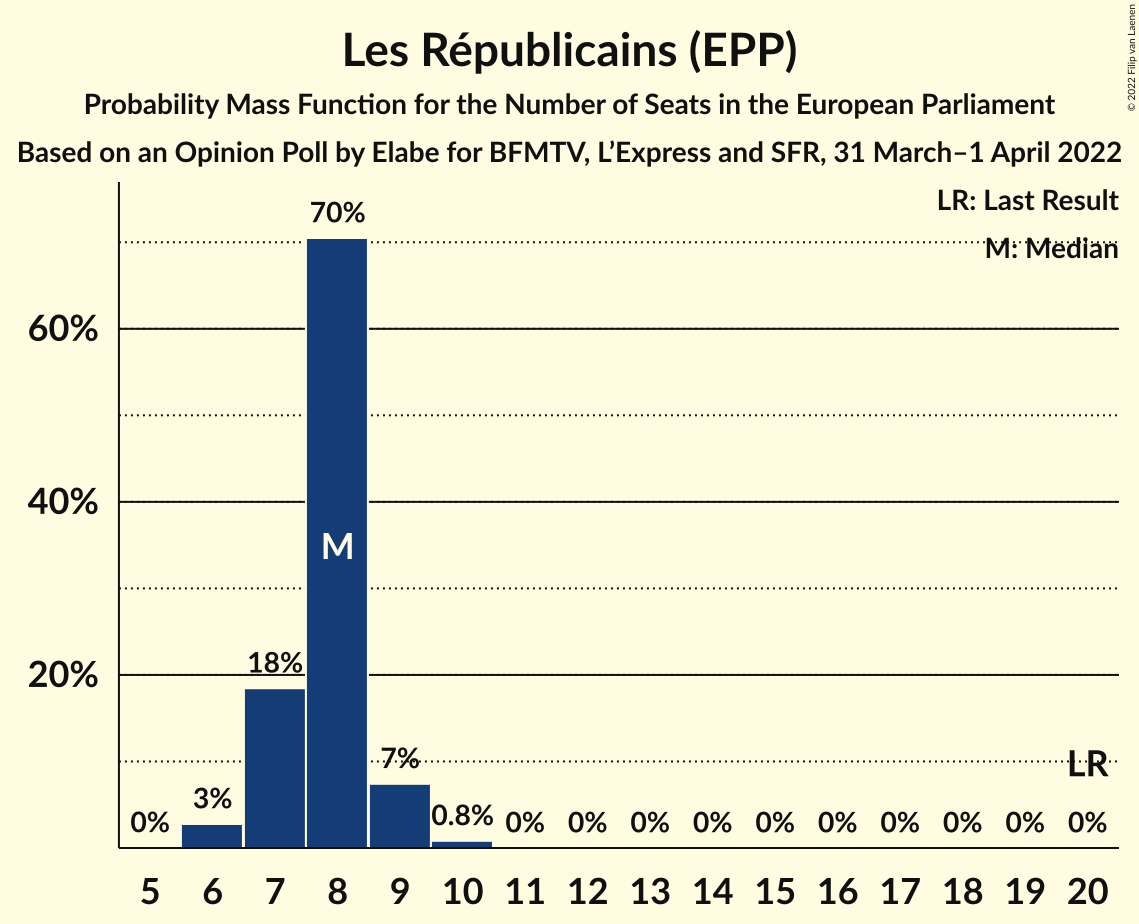 Les Républicains (EPP)
Probability Mass Function for the Number of Seats in the European Parliament
Based on an Opinion Poll by Elabe for BFMTV, L’Express and SFR, 31 March–1 April 2022
© 2022 Filip van Laenen
LR: Last Result
M: Median
70%
60%
40%
M
20%
18%
7%
LR
0%
3%
0.8%
0%
0%
0%
0%
0%
0%
0%
0%
0%
0%
5 6 7 8 9 10 11 12 13 14 15 16 17 18 19 20